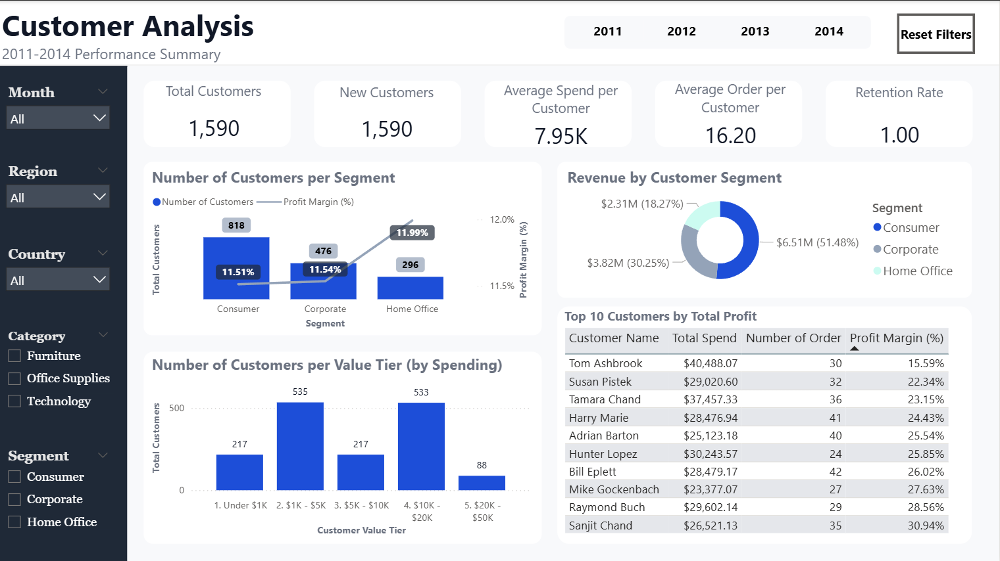 Customer Analysis
2011-2014 Performance Summary
2011 2012 2013 2014
Reset Filters
Month
All
Region
All
Country
All
Category
Furniture
Office Supplies
Technology
Segment
Consumer
Corporate
Home Office
Total Customers
1,590
New Customers
1,590
Average Spend per
Customer
7.95K
Average Order per
Customer
16.20
Retention Rate
1.00
Number of Customers per Segment
Number of Customers Profit Margin (%)
Total Customers
818
476
296
11.51%
11.54%
11.99%
12.0%
11.5%
Profit Margin (%)
Consumer Corporate Home Office
Segment
Revenue by Customer Segment
$2.31M (18.27%)
$6.51M (51.48%)
$3.82M (30.25%)
Segment
Consumer
Corporate
Home Office
Number of Customers per Value Tier (by Spending)
Total Customers
500
0
217
535
217
533
88
1. Under $1K
2. $1K - $5K
3. $5K - $10K
4. $10K -
$20K
5. $20K -
$50K
Customer Value Tier
Top 10 Customers by Total Profit
Customer Name Total Spend Number of Order Profit Margin (%)
Tom Ashbrook $40,488.07 30 15.59%
Susan Pistek $29,020.60 32 22.34%
Tamara Chand $37,457.33 36 23.15%
Harry Marie $28,476.94 41 24.43%
Adrian Barton $25,123.18 40 25.54%
Hunter Lopez $30,243.57 24 25.85%
Bill Eplett $28,479.17 42 26.02%
Mike Gockenbach $23,377.07 27 27.63%
Raymond Buch $29,602.14 29 28.56%
Sanjit Chand $26,521.13 35 30.94%